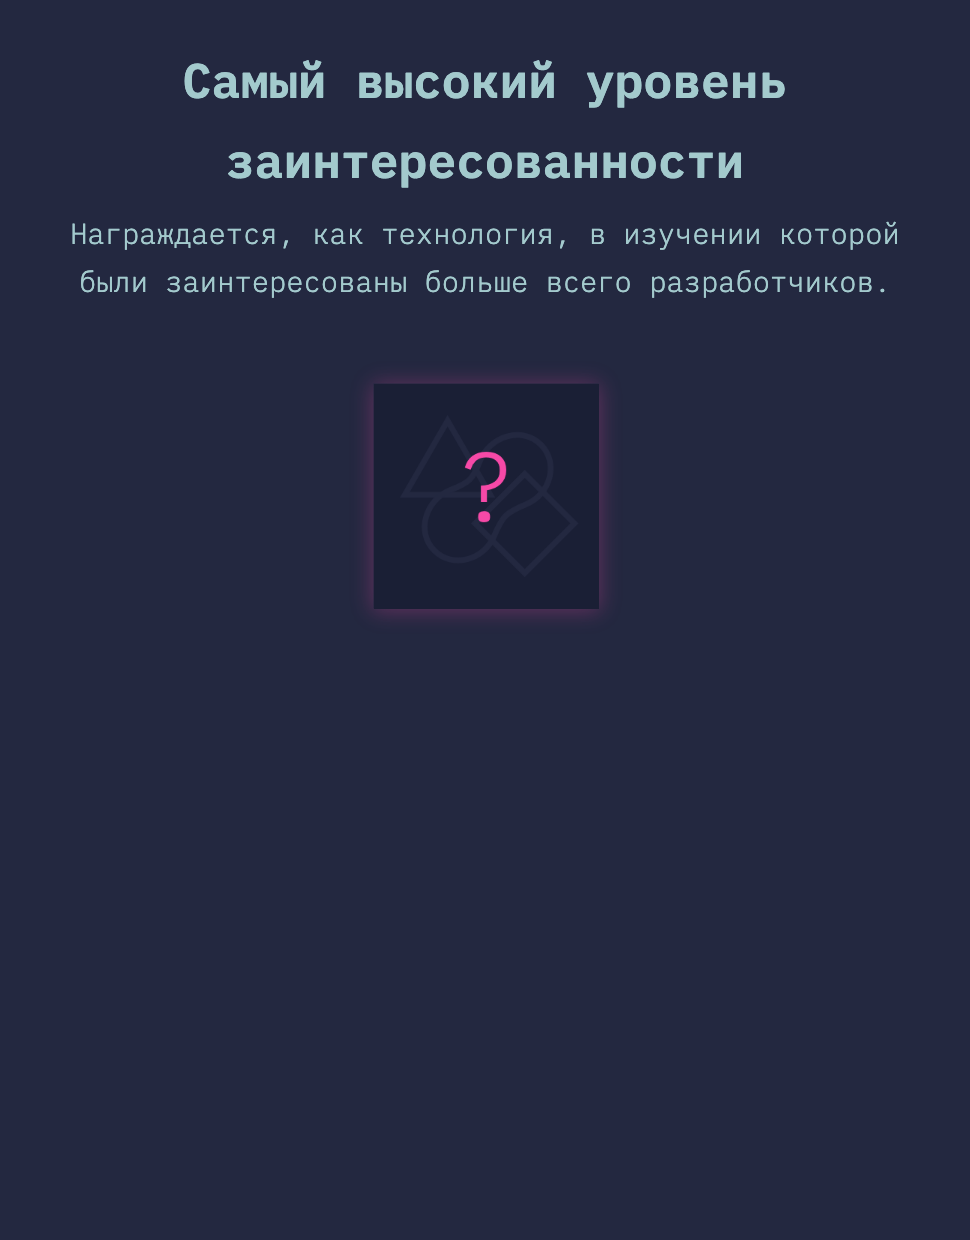 Самый высокий уровень
заинтересованности
Награждается, как технология, в изучении которой
были заинтересованы больше всего разработчиков.
?